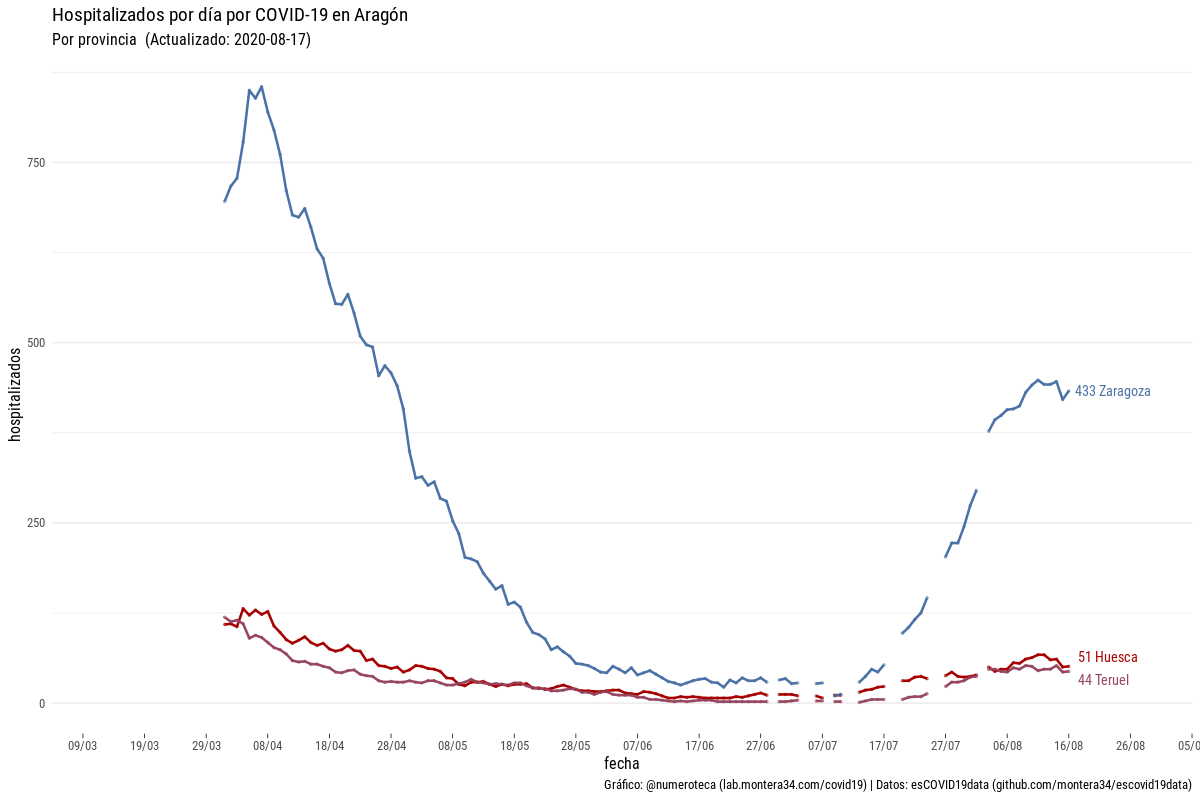 Hospitalizados por día por COVID-19 en Aragón
Por provincia (Actualizado: 2020-08-17)
hospitalizados
750
500
250
0
433 Zaragoza
51 Huesca
44 Teruel
09/03 19/03 29/03 08/04 18/04 28/04 08/05 18/05 28/05 07/06 17/06 27/06 07/07 17/07 27/07 06/08 16/08 26/08 05/0
fecha
Gráfico: @numeroteca (lab.montera34.com/covid19) | Datos: esCOVID19data (github.com/montera34/escovid19data)